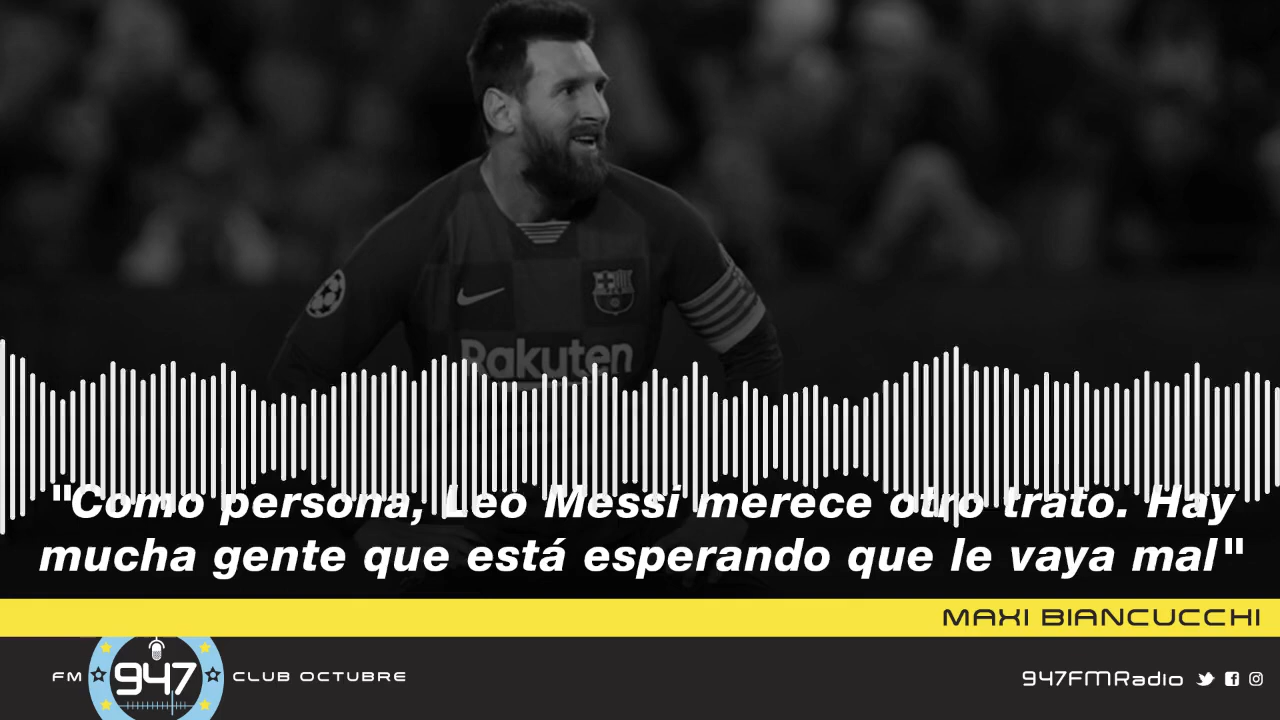 Rakuten
"Como persona, Leo Messi merece otro trato. Hay
mucha gente que está esperando que le vaya mal"
MAXI BIANCUCCHI
FM 947 CLUB OCTUBRE
947FMRadio